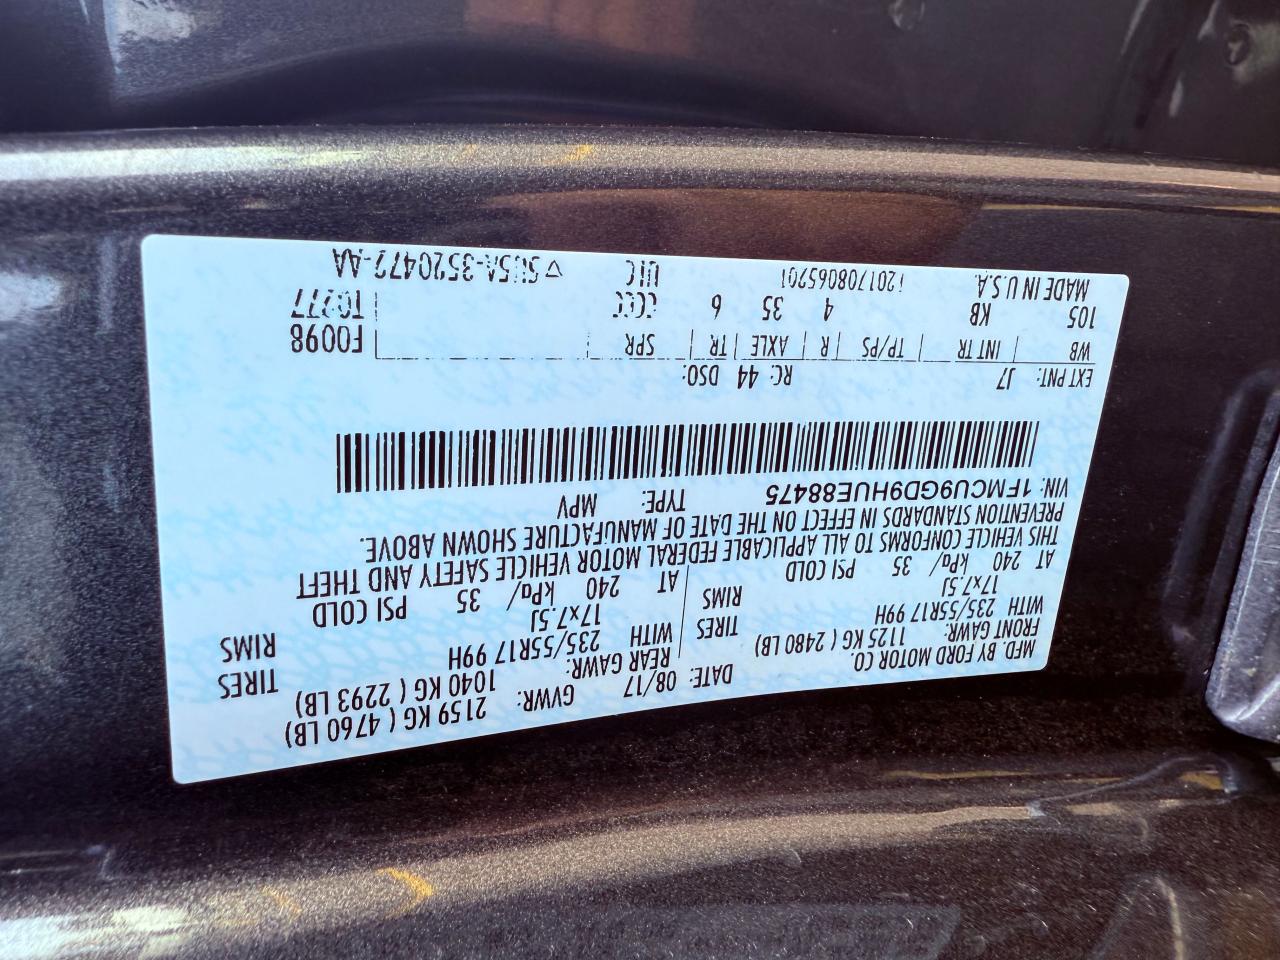 MFD. BY FORD MOTOR CO.
DATE: 08/17
GVWR: 2159 KG ( 4760 LB)
FRONT GAWR: 1125 KG ( 2480 LB)
REAR GAWR: 1040 KG ( 2293 LB)
WITH 235/55R17 99H TIRES
WITH 235/55R17 99H TIRES
17x7.5J RIMS
17x7.5J RIMS
AT 240 kPa/ 35 PSI COLD
AT 240 kPa/ 35 PSI COLD
THIS VEHICLE CONFORMS TO ALL APPLICABLE FEDERAL MOTOR VEHICLE SAFETY AND THEFT
PREVENTION STANDARDS IN EFFECT ON THE DATE OF MANUFACTURE SHOWN ABOVE.
VIN: 1FMCU9GD9HUE88475 TYPE: MPV
EXT PNT: J7 RC: 44 DSO: F0098
WB INT TR TP/PS R AXLE TR SPR
105 KB 4 35 6
MADE IN U.S.A.